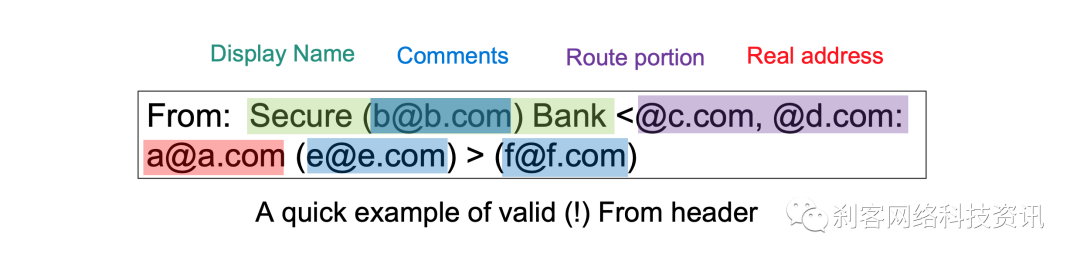 Display Name Comments Route portion Real address
From: Secure (b@b.com) Bank <@c.com, @d.com:
a@a.com (e@e.com) > (f@f.com)
A quick example of valid (!) From header
刹客网络科技资讯